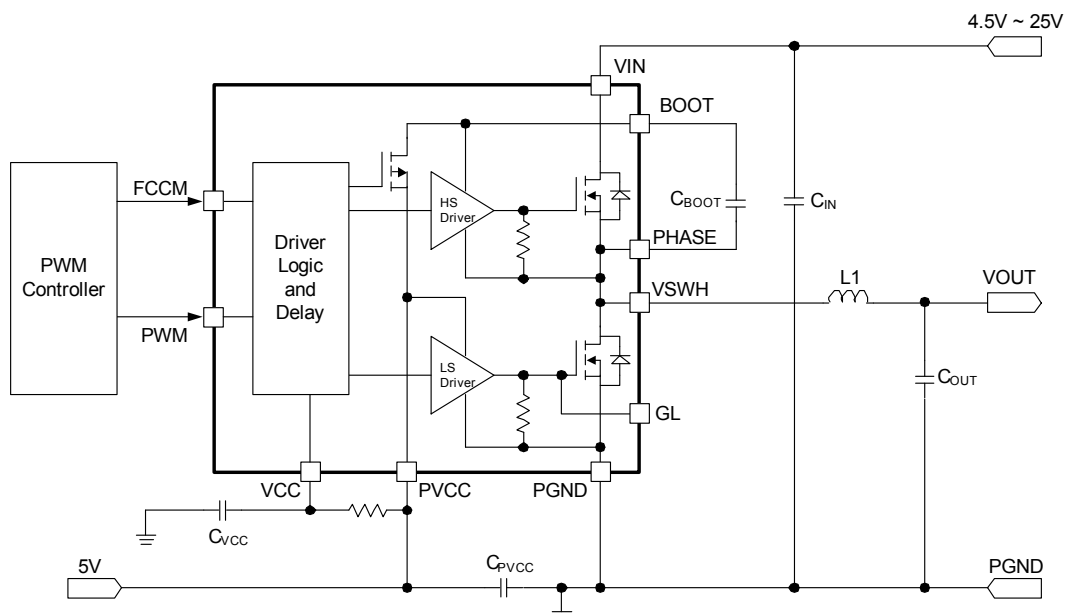 4.5V ~ 25V
VIN
BOOT
FCCM
PWM
Controller
Driver
Logic
and
Delay
HS
Driver
CBOOT
CIN
PHASE
L1
VOUT
VSWH
PWM
LS
Driver
COUT
GL
VCC
PVCC
PGND
CVCC
5V
CPVCC
PGND